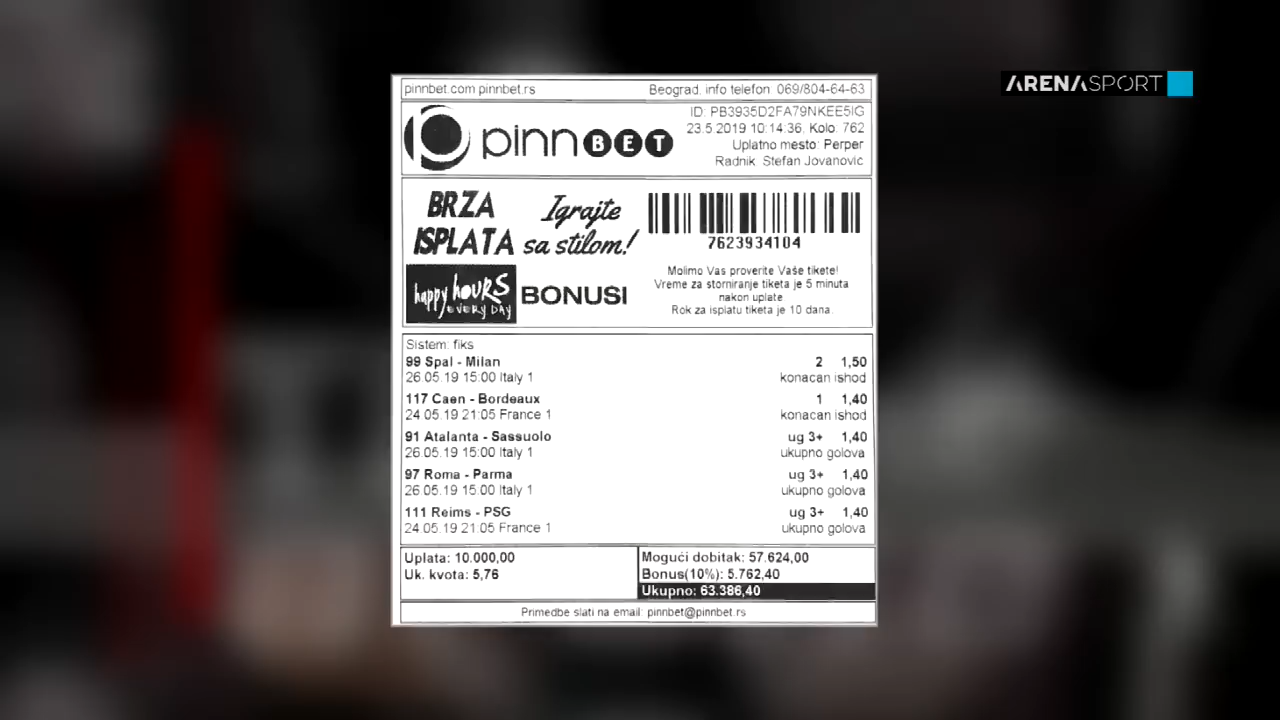 ARENASPORT
pinnbet.com pinnbet.rs Beograd, info telefon: 069/804-64-63
ID: PB3935D2FA79NKEE5IG
23.5.2019 10:14:36, Kolo: 762
Uplatno mesto: Perper
Radnik: Stefan Jovanovic
pinnBET
BRZA
ISPLATA
Igrajte
sa stilom!
7623934104
happy hours
EVERY DAY
BONUSI
Molimo Vas proverite Vaše tikete!
Vreme za storniranje tiketa je 5 minuta
nakon uplate
Rok za isplatu tiketa je 10 dana.
Sistem: fiks
99 Spal - Milan 2 1,50
26.05.19 15:00 Italy 1 konacan ishod
117 Caen - Bordeaux 1 1,40
24.05.19 21:05 France 1 konacan ishod
91 Atalanta - Sassuolo ug 3+ 1,40
26.05.19 15:00 Italy 1 ukupno golova
97 Roma - Parma ug 3+ 1,40
26.05.19 15:00 Italy 1 ukupno golova
111 Reims - PSG ug 3+ 1,40
24.05.19 21:05 France 1 ukupno golova
Uplata: 10.000,00 Mogući dobitak: 57.624,00
Uk. kvota: 5,76 Bonus(10%): 5.762,40
Ukupno: 63.386,40
Primedbe slati na email: pinnbet@pinnbet.rs